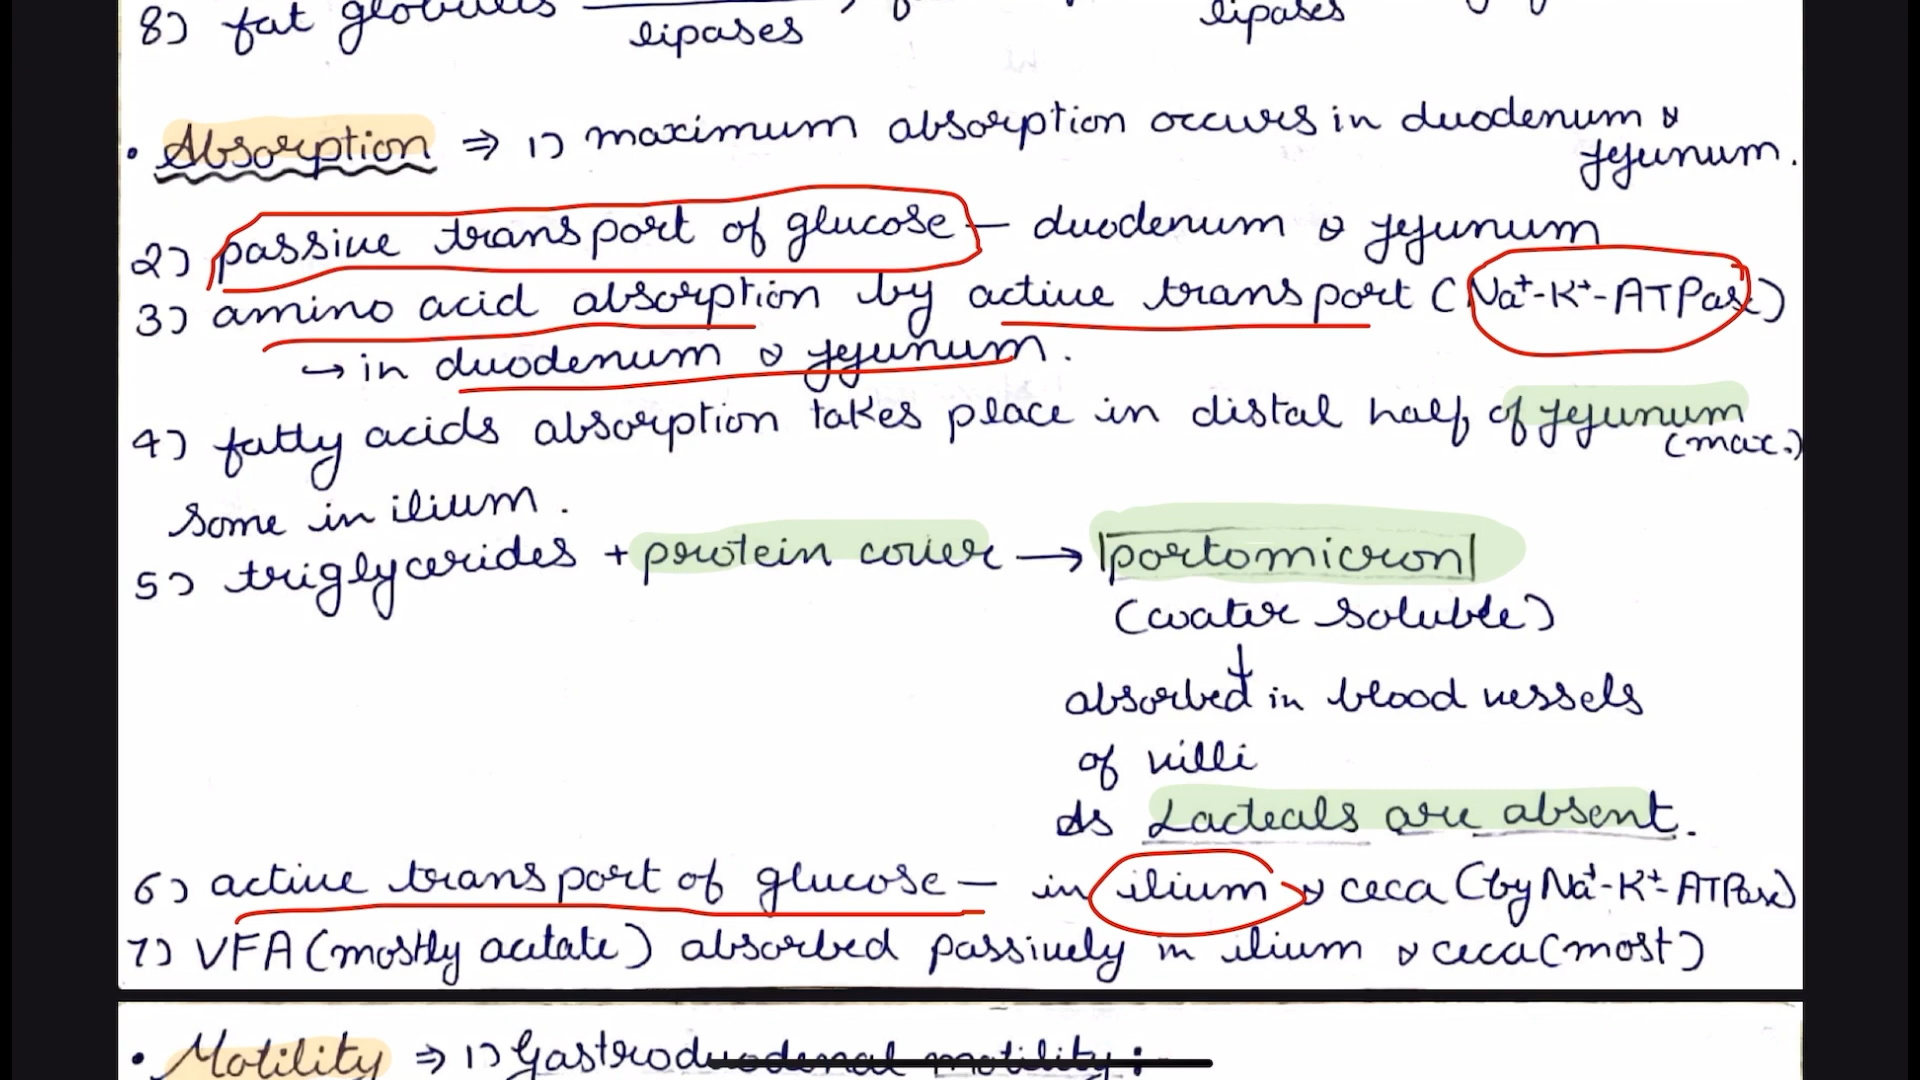 8) fat globules
lipases
lipases
• Absorption ⇒ 1) maximum absorption occurs in duodenum &
jejunum.
2) passive transport of glucose – duodenum & jejunum
3) amino acid absorption by active transport (Na⁺-K⁺-ATPase)
→ in duodenum & jejunum.
4) fatty acids absorption takes place in distal half of jejunum
(max.)
some in ilium.
5) triglycerides + protein cover → |portomicron|
(water soluble)
↓
absorbed in blood vessels
of villi
as Lacteals are absent.
6) active transport of glucose – in ilium & ceca (by Na⁺-K⁺-ATPase)
7) VFA (mostly acetate) absorbed passively in ilium & ceca (most)
• Motility ⇒ 1) Gastroduodenal motility: